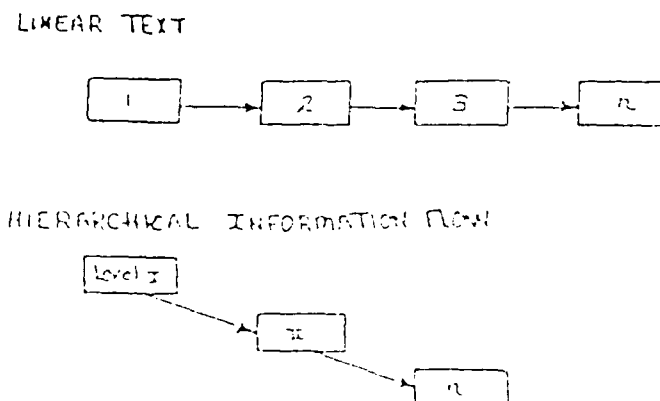 LINEAR TEXT
1 2 3 n
HIERARCHICAL INFORMATION FLOW
Level I
II
n